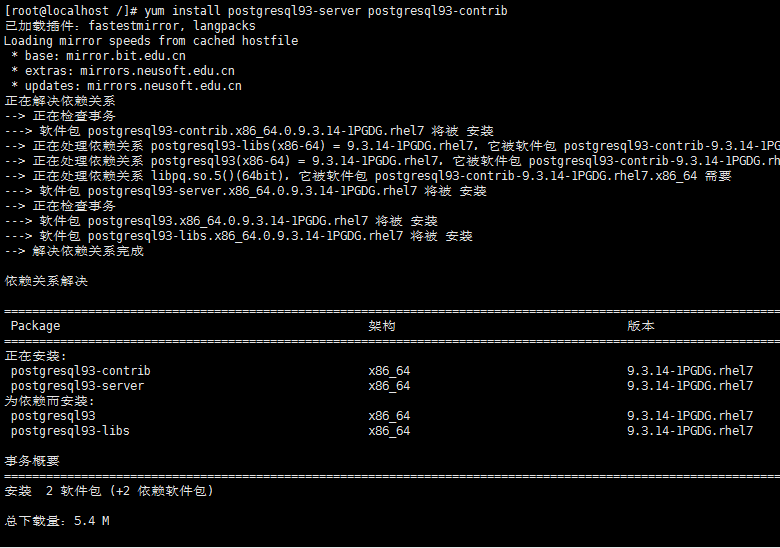 [root@localhost /]# yum install postgresql93-server postgresql93-contrib
已加载插件：fastestmirror, langpacks
Loading mirror speeds from cached hostfile
 * base: mirror.bit.edu.cn
 * extras: mirrors.neusoft.edu.cn
 * updates: mirrors.neusoft.edu.cn
正在解决依赖关系
--> 正在检查事务
---> 软件包 postgresql93-contrib.x86_64.0.9.3.14-1PGDG.rhel7 将被 安装
--> 正在处理依赖关系 postgresql93-libs(x86-64) = 9.3.14-1PGDG.rhel7，它被软件包 postgresql93-contrib-9.3.14-1PG
--> 正在处理依赖关系 postgresql93(x86-64) = 9.3.14-1PGDG.rhel7，它被软件包 postgresql93-contrib-9.3.14-1PGDG.rh
--> 正在处理依赖关系 libpq.so.5()(64bit)，它被软件包 postgresql93-contrib-9.3.14-1PGDG.rhel7.x86_64 需要
---> 软件包 postgresql93-server.x86_64.0.9.3.14-1PGDG.rhel7 将被 安装
--> 正在检查事务
---> 软件包 postgresql93.x86_64.0.9.3.14-1PGDG.rhel7 将被 安装
---> 软件包 postgresql93-libs.x86_64.0.9.3.14-1PGDG.rhel7 将被 安装
--> 解决依赖关系完成
依赖关系解决
Package 架构 版本
正在安装:
postgresql93-contrib x86_64 9.3.14-1PGDG.rhel7
postgresql93-server x86_64 9.3.14-1PGDG.rhel7
为依赖而安装:
postgresql93 x86_64 9.3.14-1PGDG.rhel7
postgresql93-libs x86_64 9.3.14-1PGDG.rhel7
事务概要
安装  2 软件包 (+2 依赖软件包)
总下载量：5.4 M